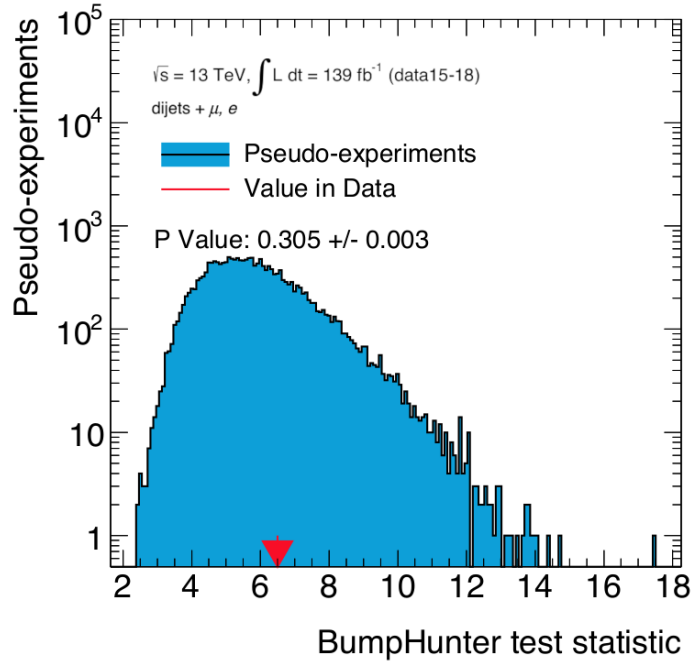 10⁵
√s = 13 TeV, ∫ L dt = 139 fb⁻¹ (data15-18)
dijets + μ, e
10⁴
Pseudo-experiments
Value in Data
10³
P Value: 0.305 +/- 0.003
10²
10
1
Pseudo-experiments
2 4 6 8 10 12 14 16 18
BumpHunter test statistic